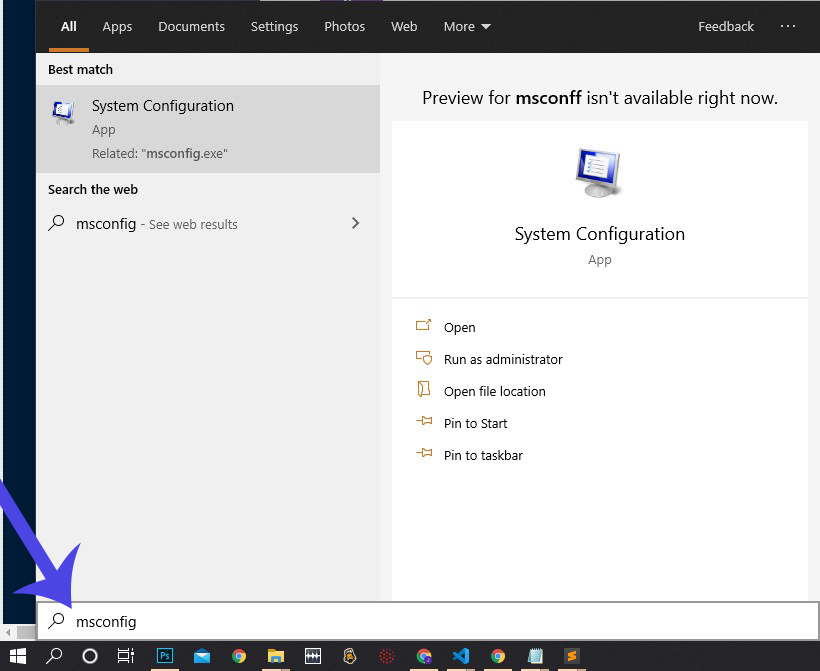 All Apps Documents Settings Photos Web More Feedback ...
Best match
System Configuration
App
Related: "msconfig.exe"
Search the web
msconfig - See web results
Preview for msconff isn't available right now.
System Configuration
App
Open
Run as administrator
Open file location
Pin to Start
Pin to taskbar
msconfig
Ps